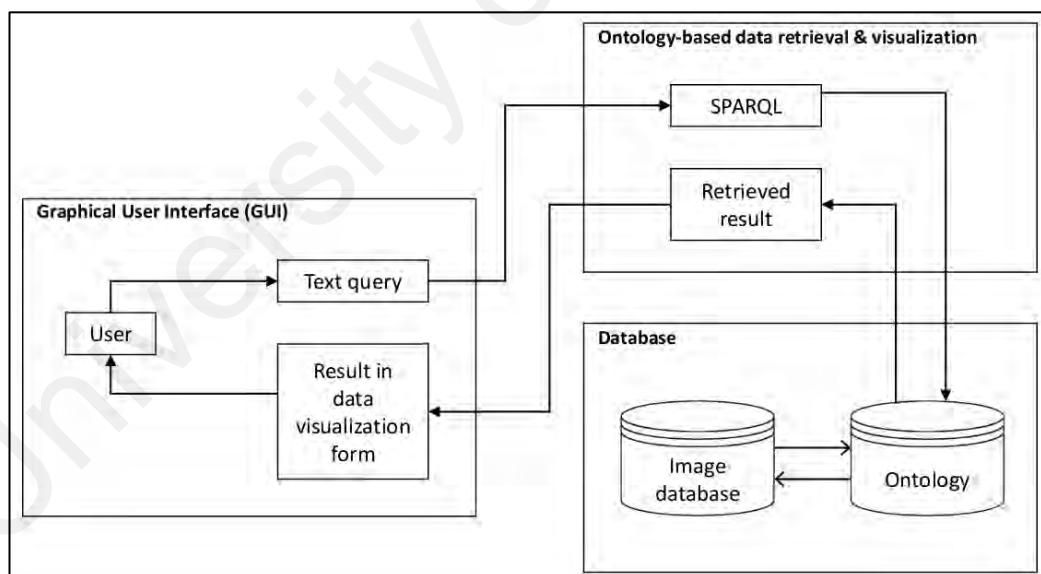 Ontology-based data retrieval & visualization
SPARQL
Retrieved
result
Graphical User Interface (GUI)
Text query
User
Result in
data
visualization
form
Database
Image
database
Ontology
University